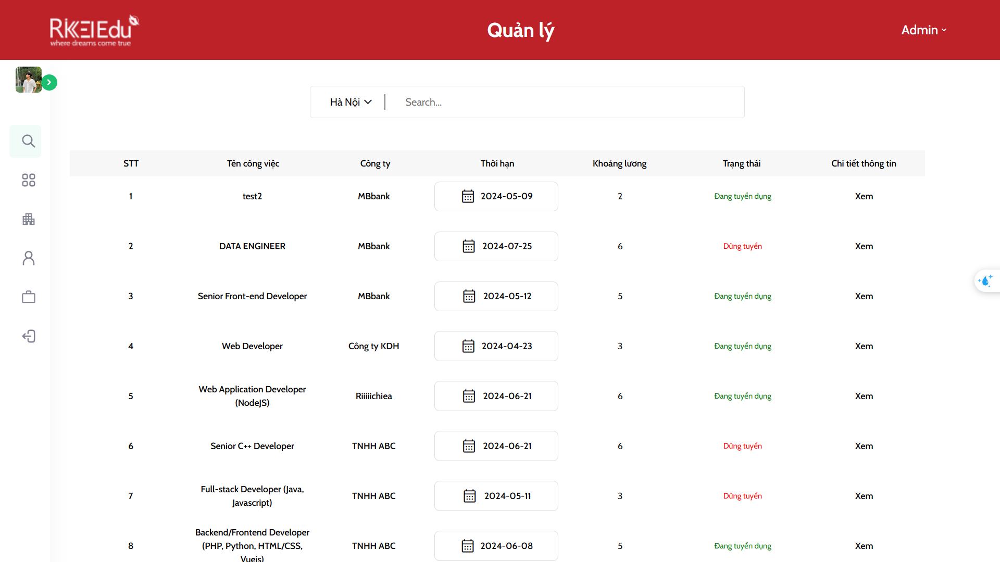 RIKKEI Edu
where dreams come true
Quản lý
Admin
Hà Nội
Search...
STT Tên công việc Công ty Thời hạn Khoảng lương Trạng thái Chi tiết thông tin
1 test2 MBbank 2024-05-09 2 Đang tuyển dụng Xem
2 DATA ENGINEER MBbank 2024-07-25 6 Dừng tuyển Xem
3 Senior Front-end Developer MBbank 2024-05-12 5 Đang tuyển dụng Xem
4 Web Developer Công ty KDH 2024-04-23 3 Đang tuyển dụng Xem
5 Web Application Developer
(NodeJS) Riiiiichiea 2024-06-21 6 Đang tuyển dụng Xem
6 Senior C++ Developer TNHH ABC 2024-06-21 6 Dừng tuyển Xem
7 Full-stack Developer (Java,
Javascript) TNHH ABC 2024-05-11 3 Dừng tuyển Xem
8 Backend/Frontend Developer
(PHP, Python, HTML/CSS,
Vuejs) TNHH ABC 2024-06-08 5 Đang tuyển dụng Xem